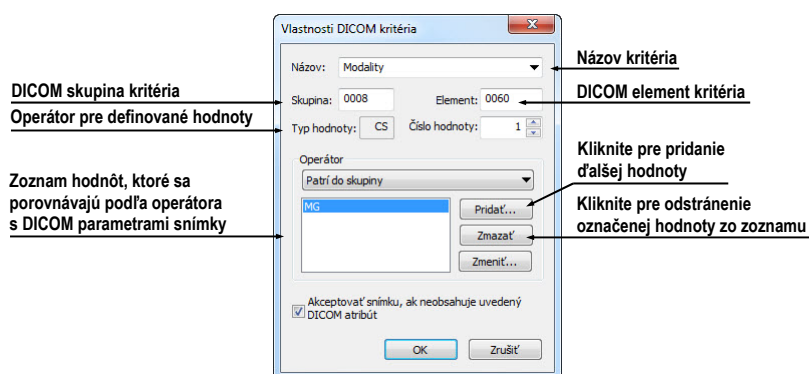 Vlastnosti DICOM kritéria
Názov: Modality
Názov kritéria
DICOM skupina kritéria
Skupina: 0008 Element: 0060
DICOM element kritéria
Operátor pre definované hodnoty
Typ hodnoty: CS Číslo hodnoty: 1
Kliknite pre pridanie
ďalšej hodnoty
Operátor
Patrí do skupiny
Zoznam hodnôt, ktoré sa
porovnávajú podľa operátora
s DICOM parametrami snímky
MG
Pridať...
Zmazať
Zmeniť...
Kliknite pre odstránenie
označenej hodnoty zo zoznamu
Akceptovať snímku, ak neobsahuje uvedený
DICOM atribút
OK Zrušiť